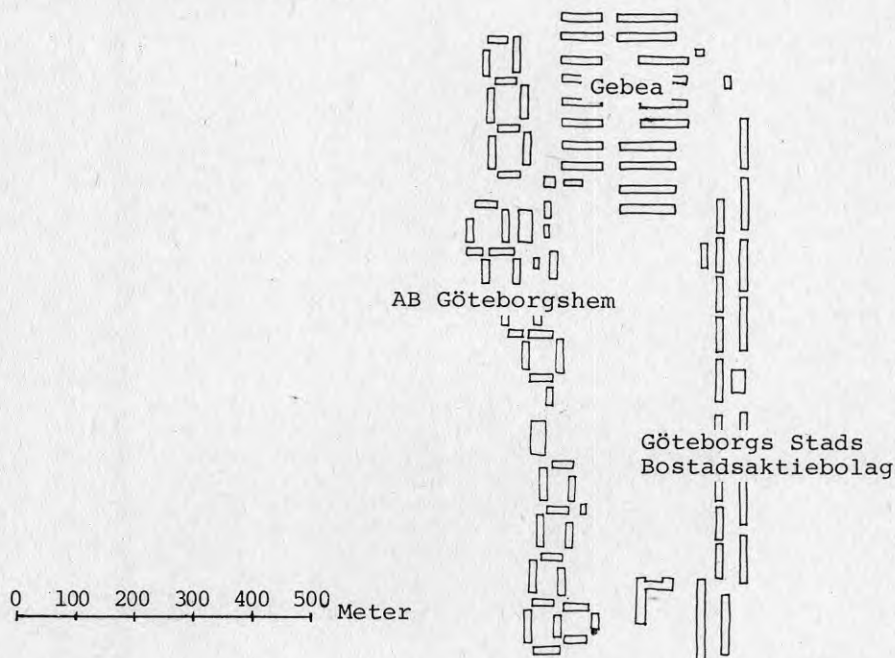 Gebea
AB Göteborgshem
Göteborgs Stads
Bostadsaktiebolag
0 100 200 300 400 500 Meter